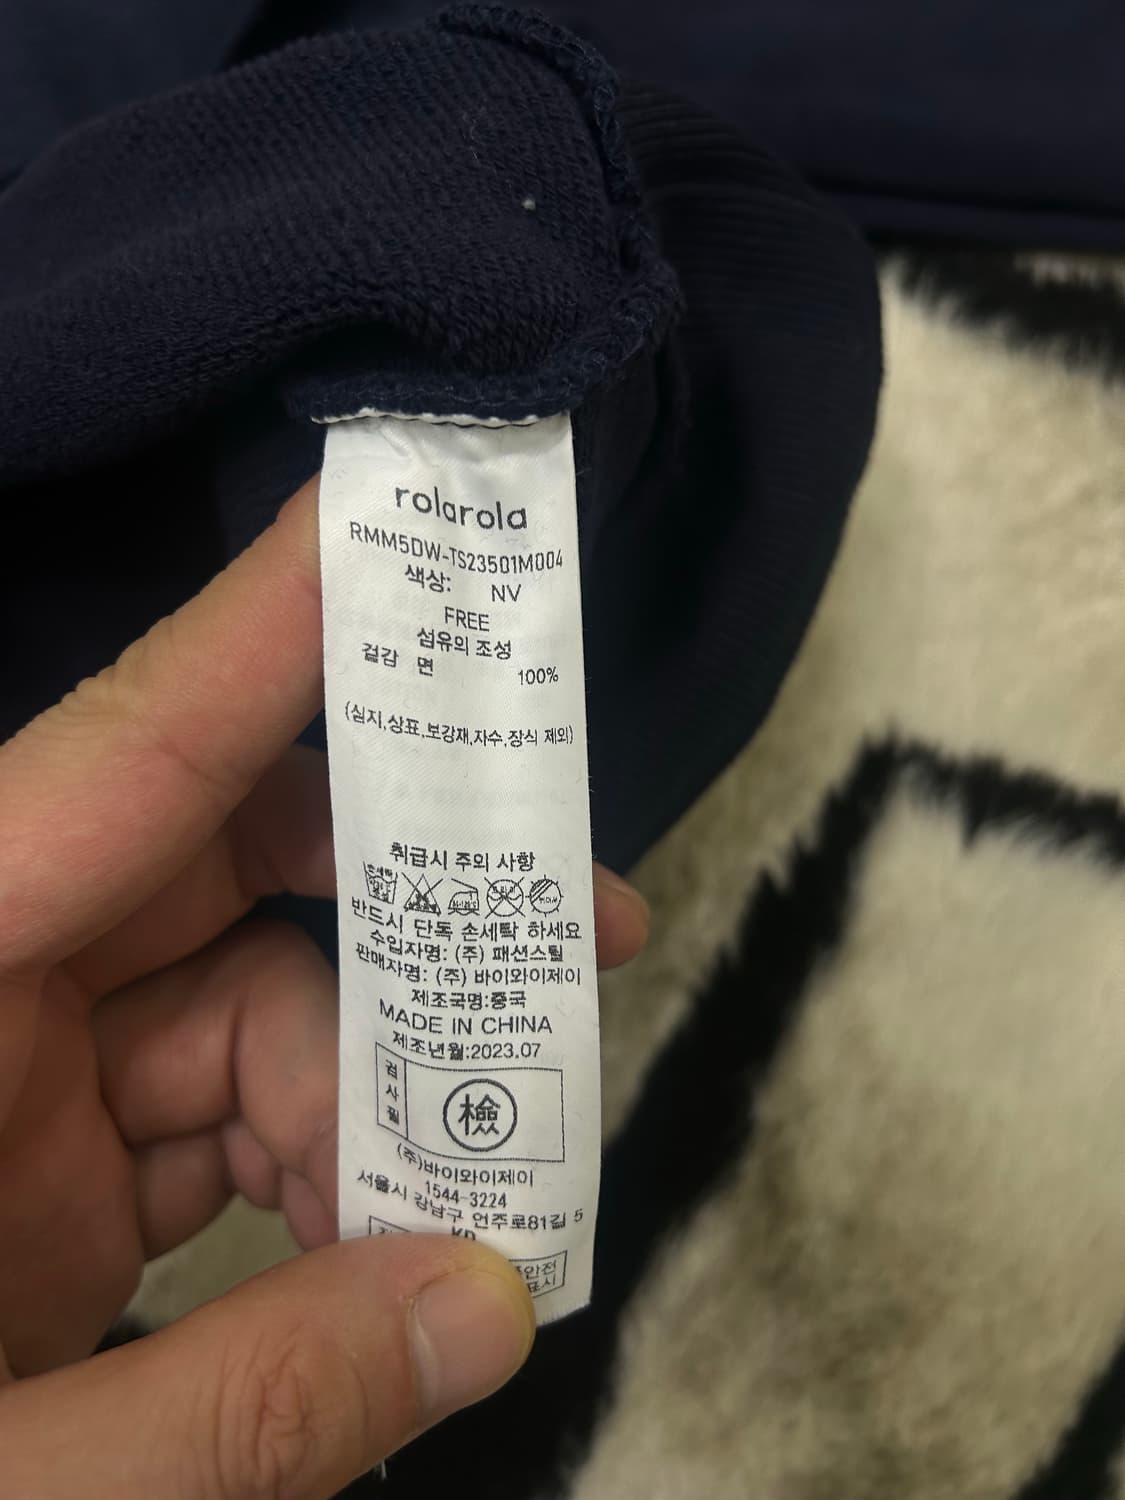 rolarola
RMM5DW-TS23501M004
색상: NV
FREE
섬유의 조성
겉감 면 100%
(심지,상표,보강재,자수,장식 제외)
취급시 주의 사항
반드시 단독 손세탁 하세요
수입자명: (주) 패션스틸
판매자명: (주) 바이와이제이
제조국명:중국
MADE IN CHINA
제조년월:2023.07
검사필
檢
(주)바이와이제이
1544-3224
서울시 강남구 언주로81길 5
안전
표시